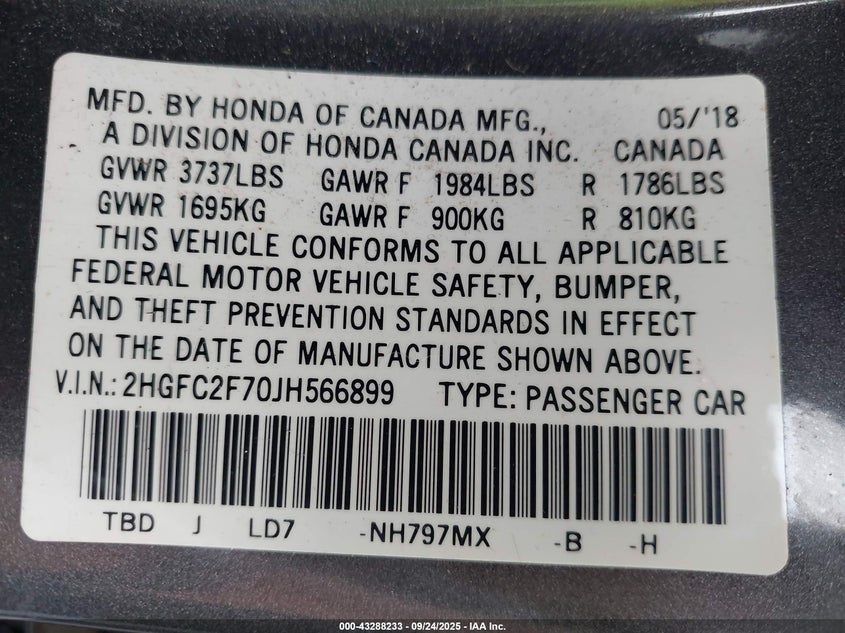 MFD. BY HONDA OF CANADA MFG., 05/'18
A DIVISION OF HONDA CANADA INC. CANADA
GVWR 3737LBS GAWR F 1984LBS R 1786LBS
GVWR 1695KG GAWR F 900KG R 810KG
THIS VEHICLE CONFORMS TO ALL APPLICABLE
FEDERAL MOTOR VEHICLE SAFETY, BUMPER,
AND THEFT PREVENTION STANDARDS IN EFFECT
ON THE DATE OF MANUFACTURE SHOWN ABOVE.
V.I.N.: 2HGFC2F70JH566899 TYPE: PASSENGER CAR
TBD J LD7 -NH797MX -B -H
000-43288233 - 09/24/2025 - IAA Inc.